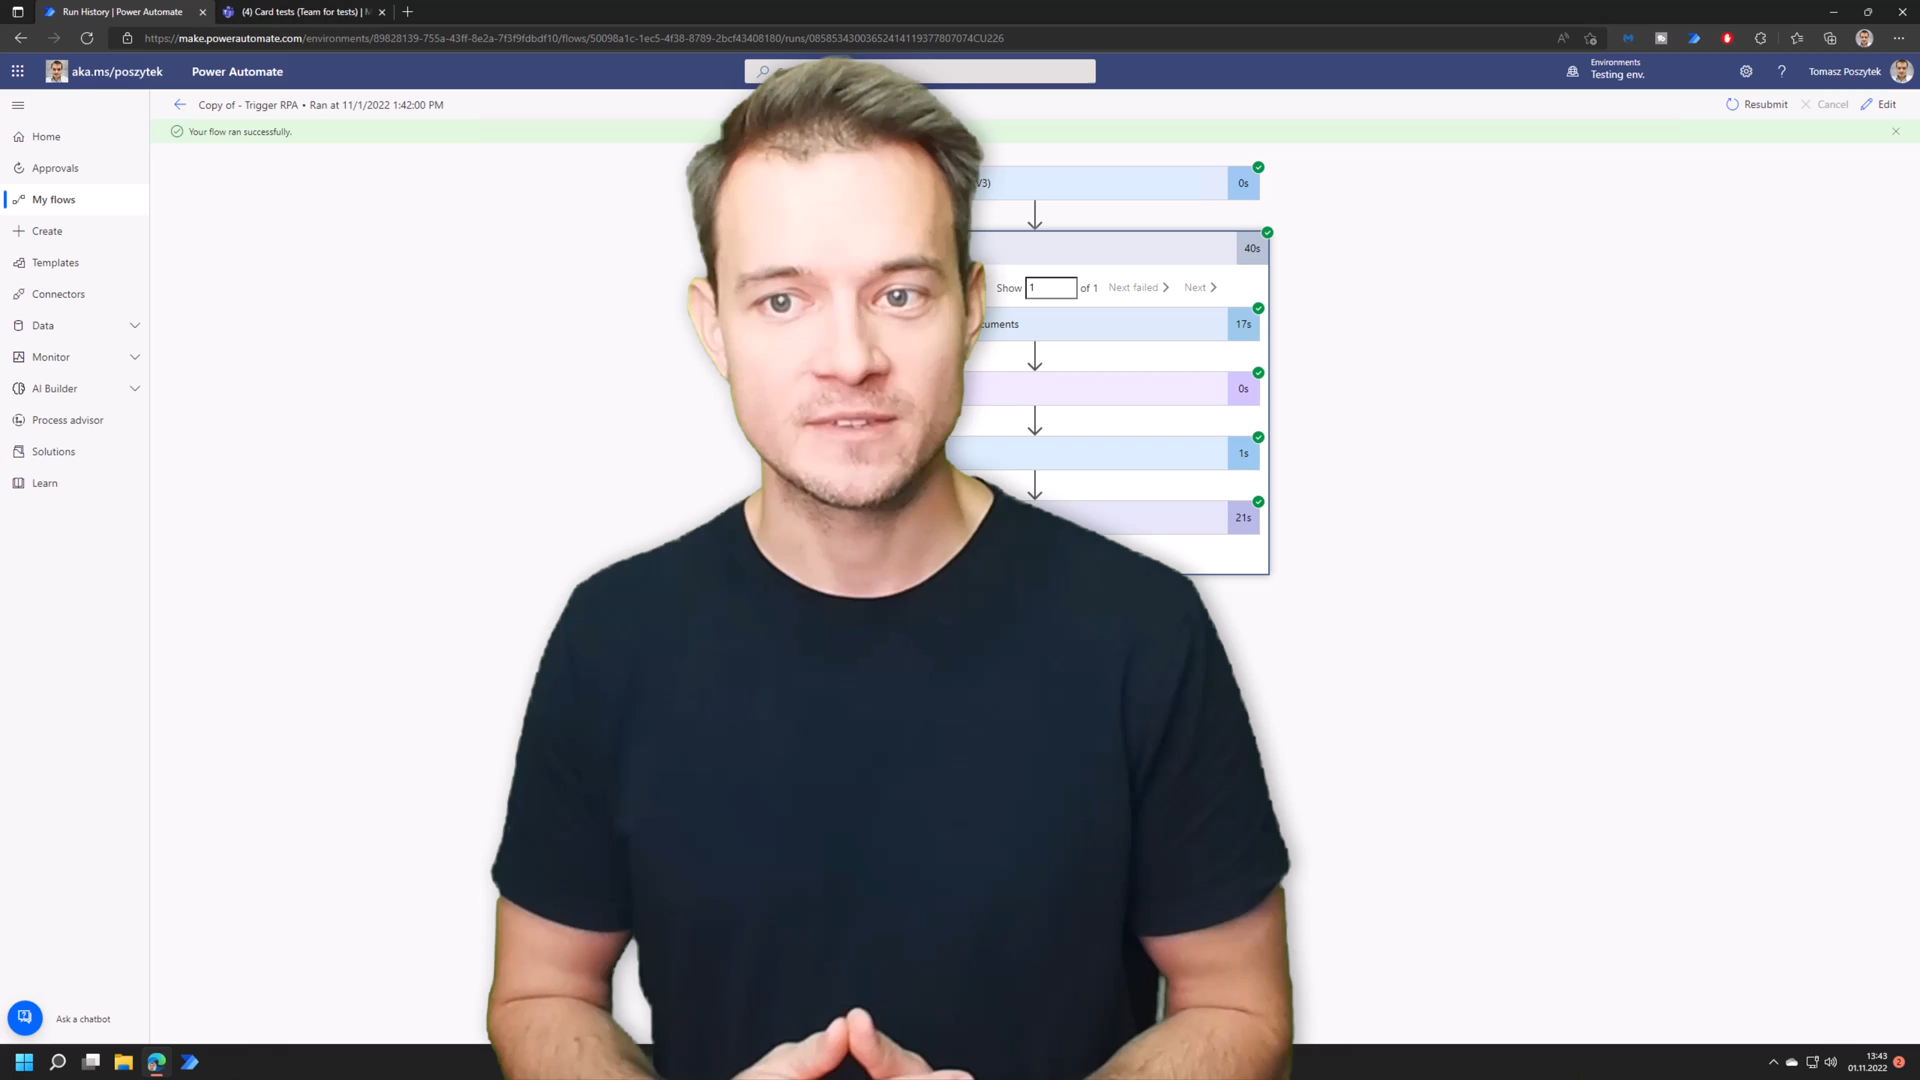 Run History | Power Automate
(4) Card tests (Team for tests) | M
https://make.powerautomate.com/environments/89828139-755a-43ff-8e2a-7f3f9fdbdf10/flows/50098a1c-1ec5-4f38-8789-2bcf43408180/runs/08585343003652414119377807074CU226
aka.ms/poszytek
Power Automate
Environments
Testing env.
?
Tomasz Poszytek
Copy of - Trigger RPA • Ran at 11/1/2022 1:42:00 PM
Resubmit
Cancel
Edit
Your flow ran successfully.
Home
Approvals
My flows
Create
Templates
Connectors
Data
Monitor
AI Builder
Process advisor
Solutions
Learn
V3)
0s
40s
Show 1 of 1 Next failed Next
cuments
17s
0s
1s
21s
Ask a chatbot
13:43
01.11.2022
2